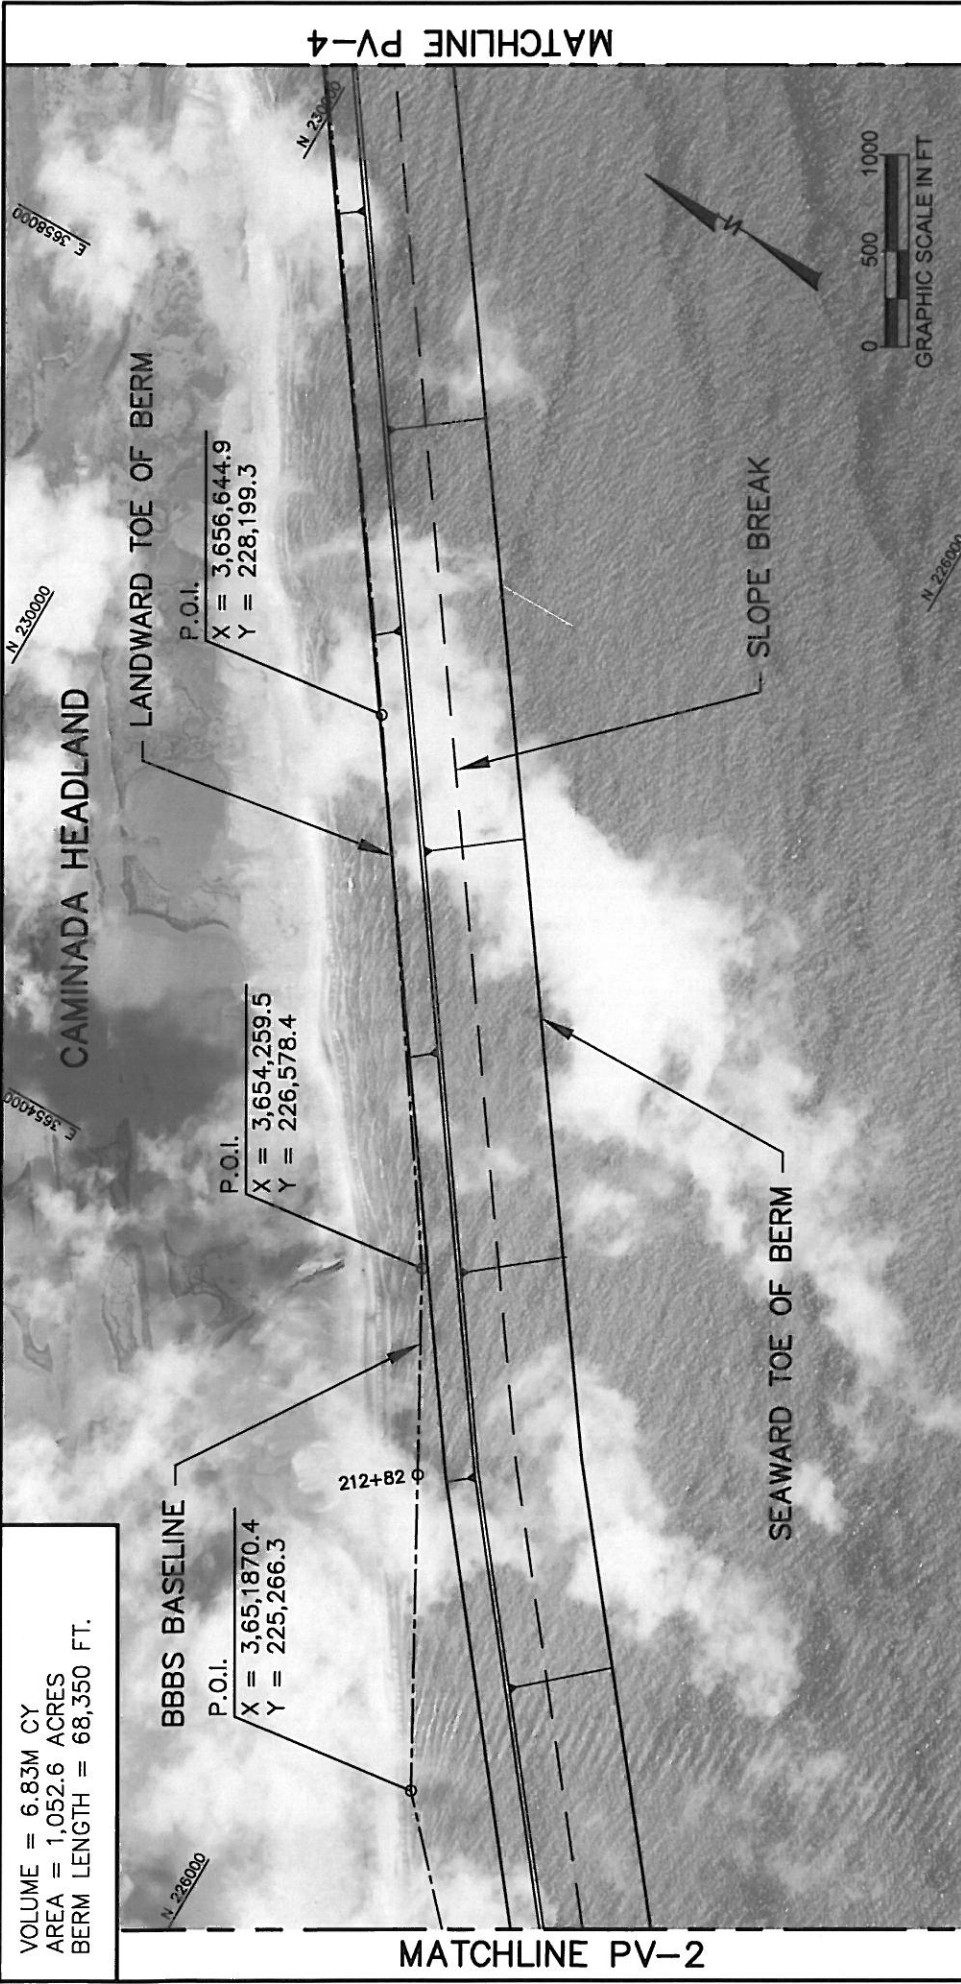 VOLUME = 6.83M CY
AREA = 1,052.6 ACRES
BERM LENGTH = 68,350 FT.
MATCHLINE PV-2
MATCHLINE PV-4
N 226000
BBBS BASELINE
P.O.I.
X = 3,65,1870.4
Y = 225,266.3
212+82
E 3654000
CAMINADA HEADLAND
P.O.I.
X = 3,654,259.5
Y = 226,578.4
N 230000
LANDWARD TOE OF BERM
P.O.I.
X = 3,656,644.9
Y = 228,199.3
E 3658000
N 230000
SEAWARD TOE OF BERM
SLOPE BREAK
N 226000
N
0 500 1000
GRAPHIC SCALE IN FT